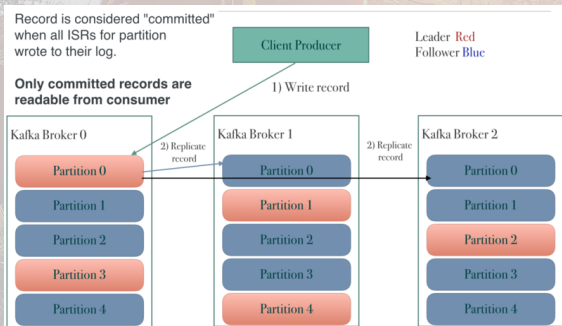 Record is considered "committed"
when all ISRs for partition
wrote to their log.
Only committed records are
readable from consumer
Client Producer
Leader Red
Follower Blue
1) Write record
Kafka Broker 0
Partition 0
Partition 1
Partition 2
Partition 3
Partition 4
2) Replicate
record
Kafka Broker 1
Partition 0
Partition 1
Partition 2
Partition 3
Partition 4
2) Replicate
record
Kafka Broker 2
Partition 0
Partition 1
Partition 2
Partition 3
Partition 4